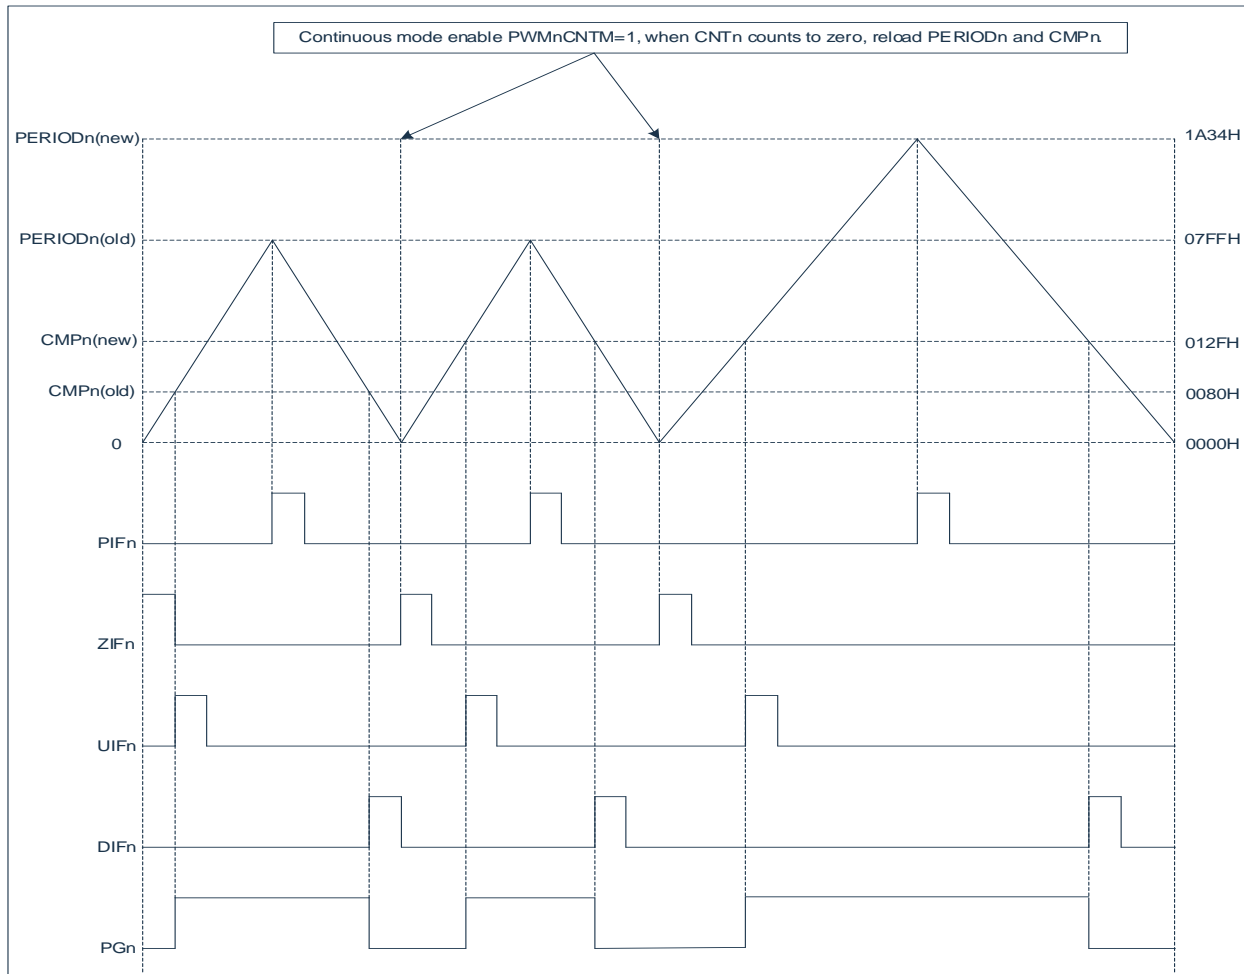 Continuous mode enable PWMnCNTM=1, when CNTn counts to zero, reload PERIODn and CMPn.
PERIODn(new)
1A34H
PERIODn(old)
07FFH
CMPn(new)
012FH
CMPn(old)
0080H
0
0000H
PIFn
ZIFn
UIFn
DIFn
PGn